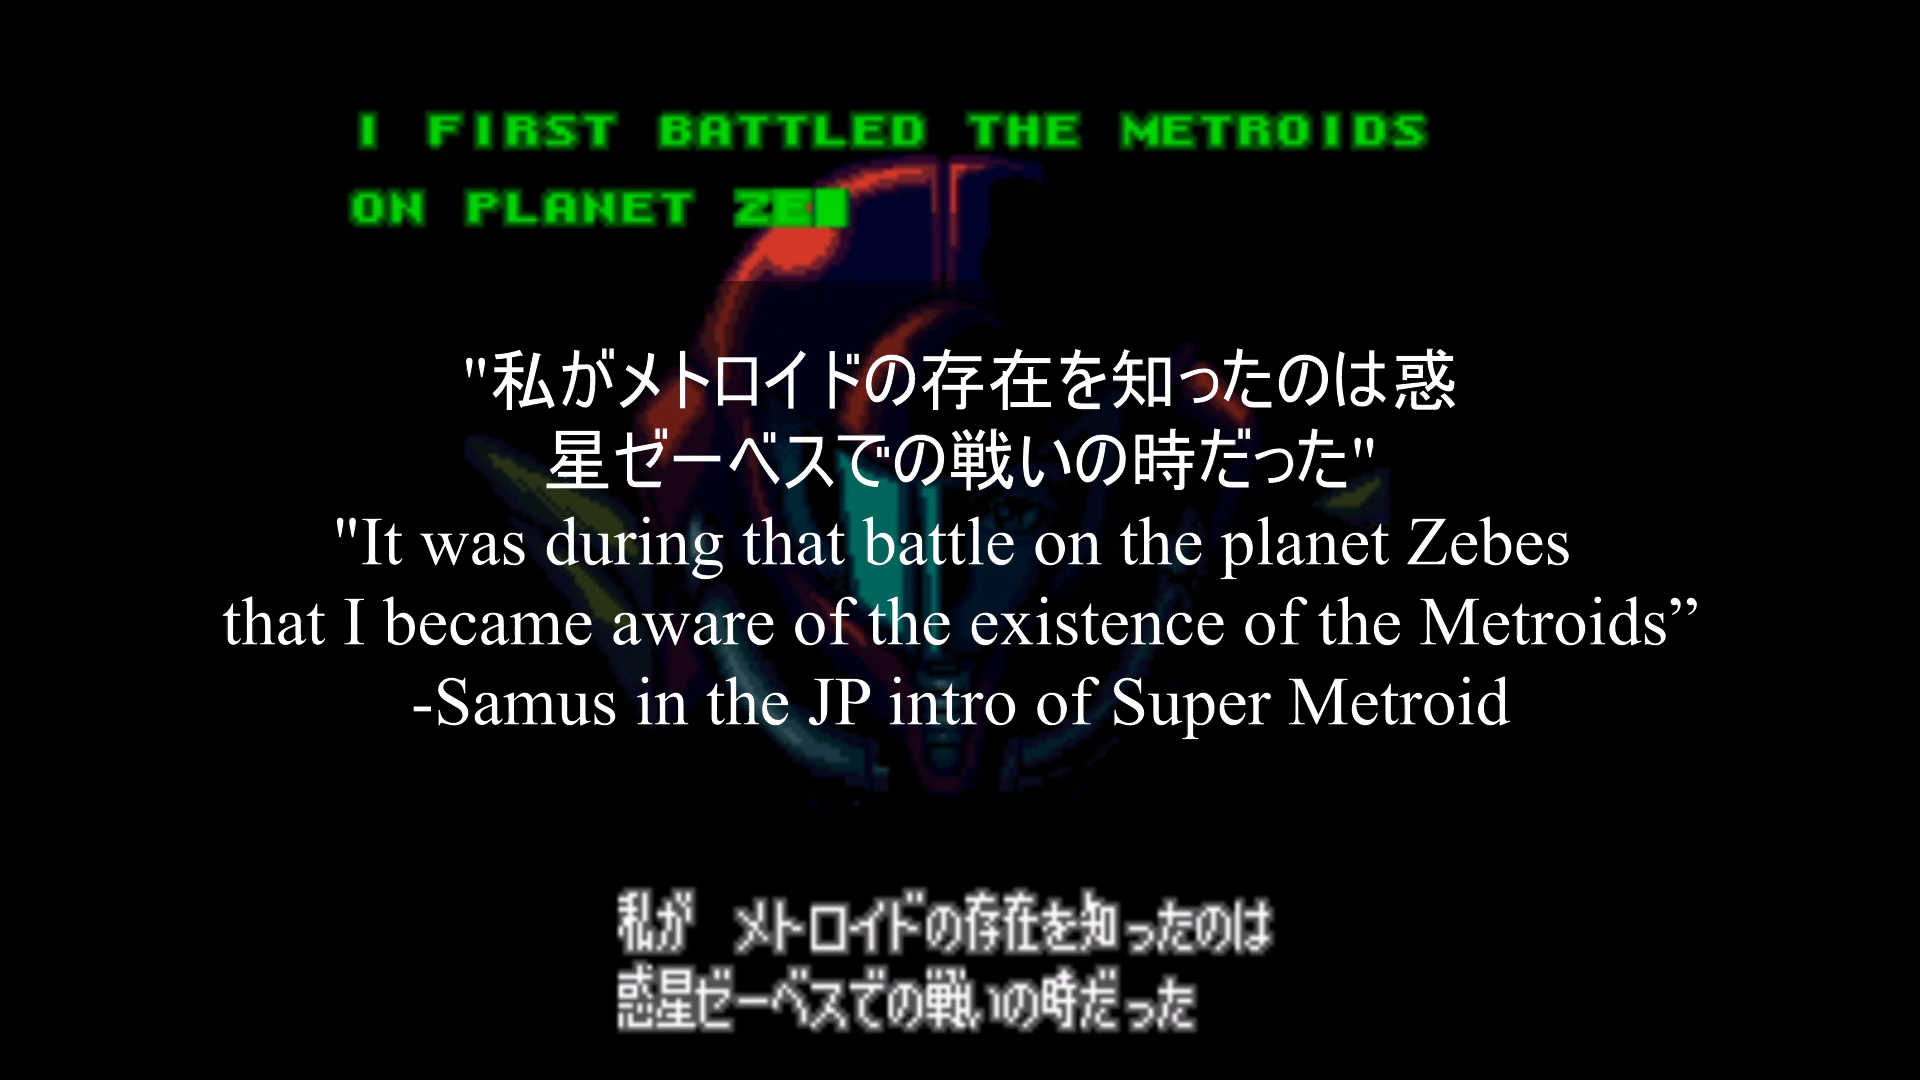 I FIRST BATTLED THE METROIDS
ON PLANET ZE
"私がメトロイドの存在を知ったのは惑
星ゼーベスでの戦いの時だった"
"It was during that battle on the planet Zebes
that I became aware of the existence of the Metroids”
-Samus in the JP intro of Super Metroid
私が　メトロイドの存在を知ったのは
惑星ゼーベスでの戦いの時だった